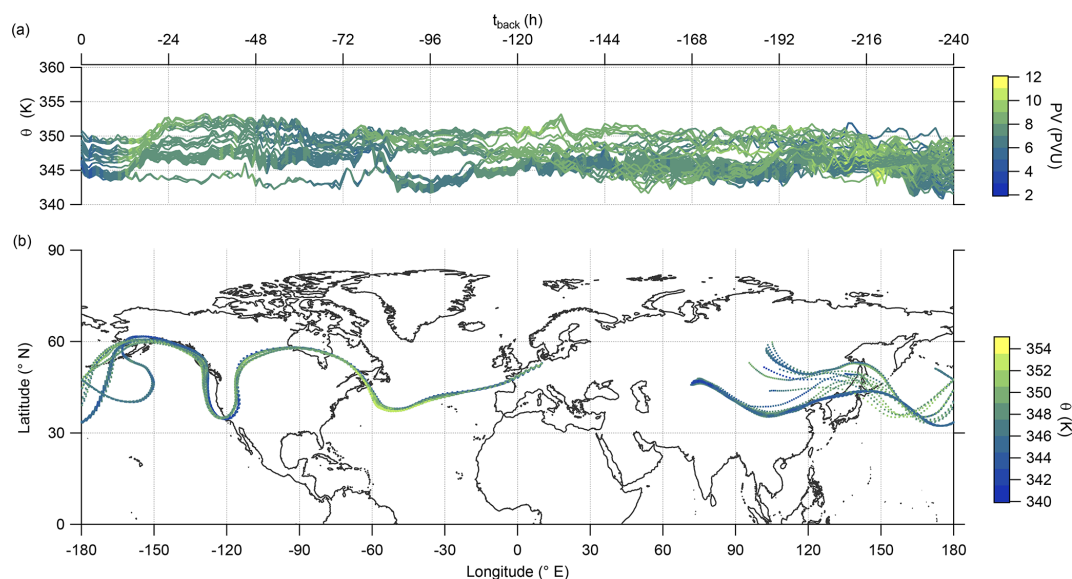 (a)
t_back (h)
0 -24 -48 -72 -96 -120 -144 -168 -192 -216 -240
360
355
350
345
340
θ (K)
12
10
8
6
4
2
PV (PVU)
(b)
90
60
30
0
Latitude (° N)
354
352
350
348
346
344
342
340
θ (K)
-180 -150 -120 -90 -60 -30 0 30 60 90 120 150 180
Longitude (° E)